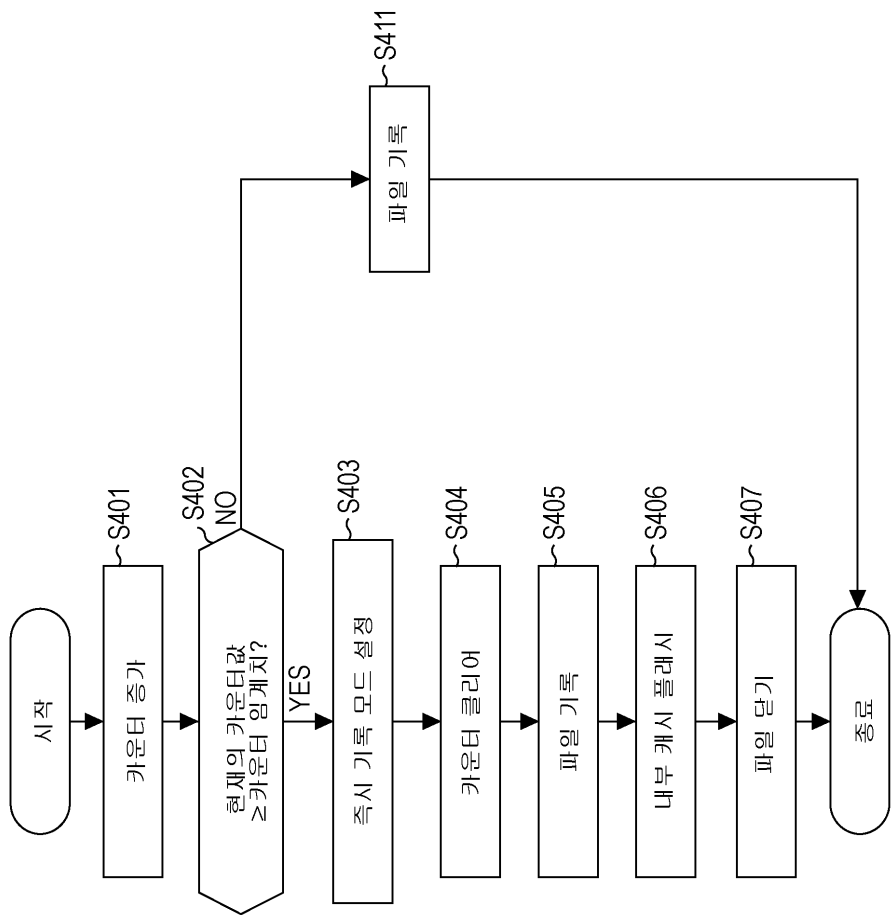 시작
카운터 증가
S401
현재의 카운터값
≥카운터 임계치?
S402
NO
YES
즉시 기록 모드 설정
S403
카운터 클리어
S404
파일 기록
S405
내부 캐시 플래시
S406
파일 닫기
S407
파일 기록
S411
종료